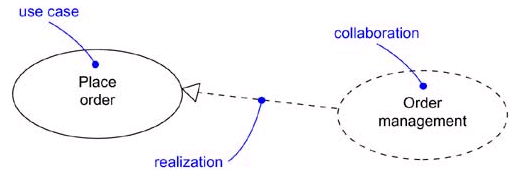 use case
collaboration
Place
order
Order
management
realization